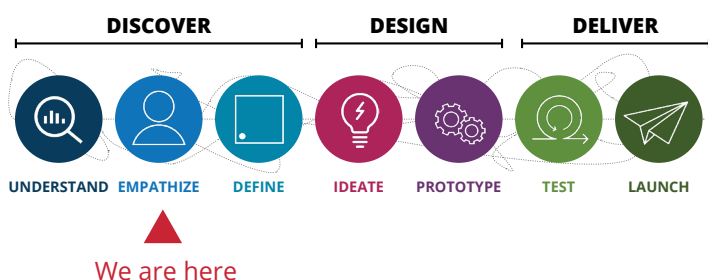 DISCOVER DESIGN DELIVER
UNDERSTAND EMPATHIZE DEFINE IDEATE PROTOTYPE TEST LAUNCH
We are here